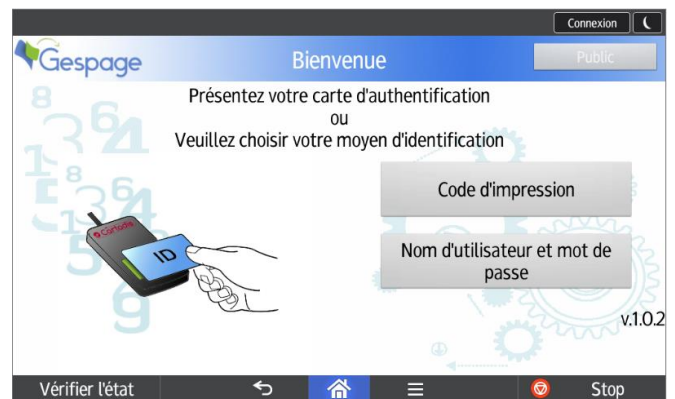 Connexion
Gespage
Bienvenue
Public
Présentez votre carte d'authentification
ou
Veuillez choisir votre moyen d'identification
Code d'impression
Nom d'utilisateur et mot de
passe
cartadis
ID
v.1.0.2
Vérifier l'état
Stop